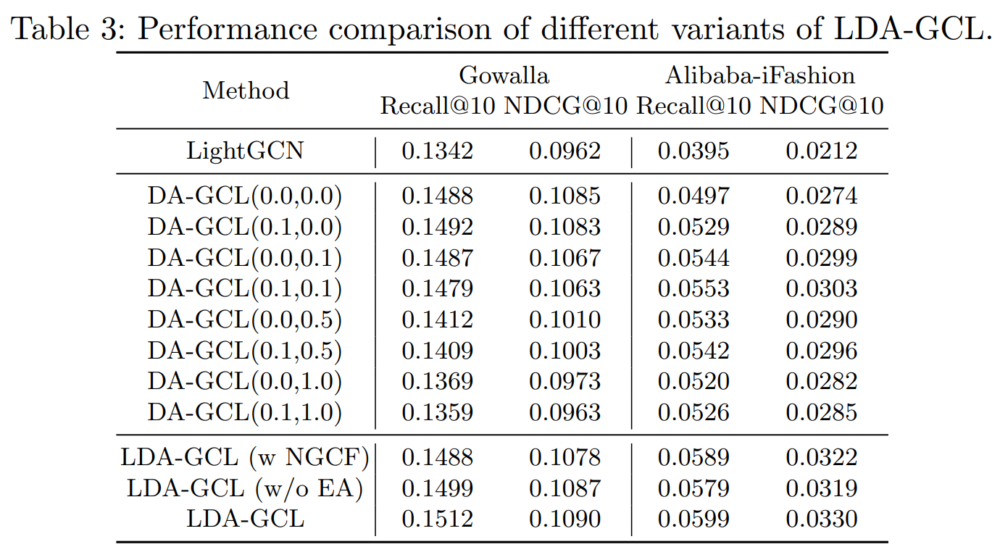 Table 3: Performance comparison of different variants of LDA-GCL.
Method Gowalla Alibaba-iFashion
Recall@10 NDCG@10 Recall@10 NDCG@10
LightGCN 0.1342 0.0962 0.0395 0.0212
DA-GCL(0.0,0.0) 0.1488 0.1085 0.0497 0.0274
DA-GCL(0.1,0.0) 0.1492 0.1083 0.0529 0.0289
DA-GCL(0.0,0.1) 0.1487 0.1067 0.0544 0.0299
DA-GCL(0.1,0.1) 0.1479 0.1063 0.0553 0.0303
DA-GCL(0.0,0.5) 0.1412 0.1010 0.0533 0.0290
DA-GCL(0.1,0.5) 0.1409 0.1003 0.0542 0.0296
DA-GCL(0.0,1.0) 0.1369 0.0973 0.0520 0.0282
DA-GCL(0.1,1.0) 0.1359 0.0963 0.0526 0.0285
LDA-GCL (w NGCF) 0.1488 0.1078 0.0589 0.0322
LDA-GCL (w/o EA) 0.1499 0.1087 0.0579 0.0319
LDA-GCL 0.1512 0.1090 0.0599 0.0330